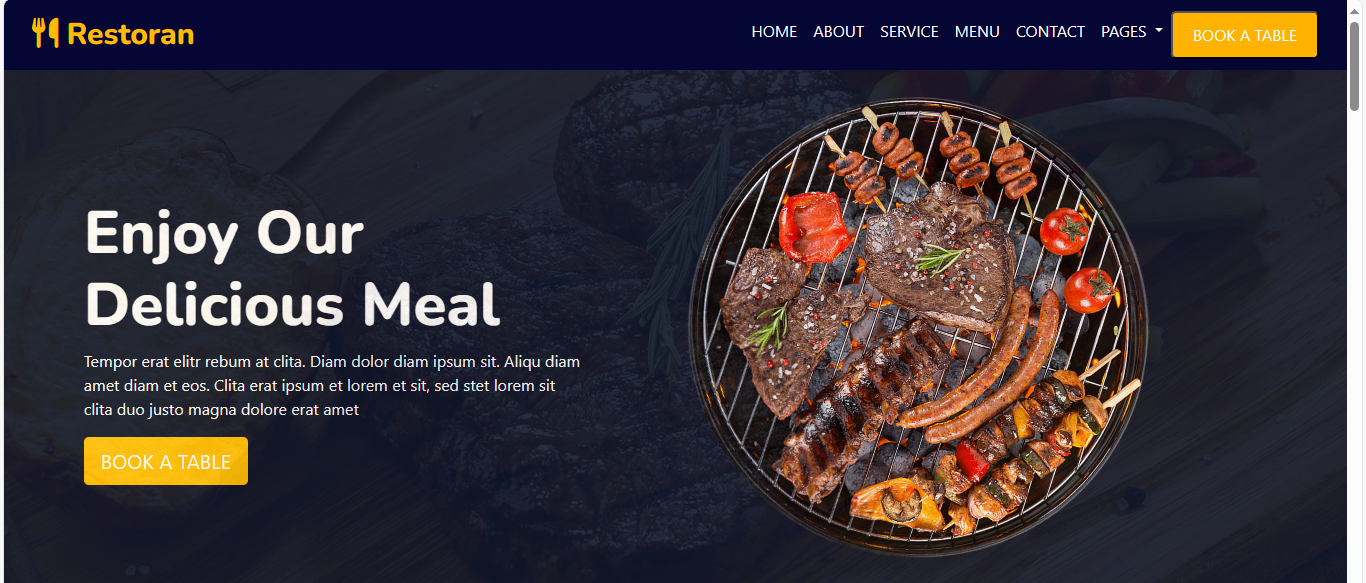 Restoran
HOME ABOUT SERVICE MENU CONTACT PAGES BOOK A TABLE
Enjoy Our
Delicious Meal
Tempor erat elitr rebum at clita. Diam dolor diam ipsum sit. Aliqu diam
amet diam et eos. Clita erat ipsum et lorem et sit, sed stet lorem sit
clita duo justo magna dolore erat amet
BOOK A TABLE